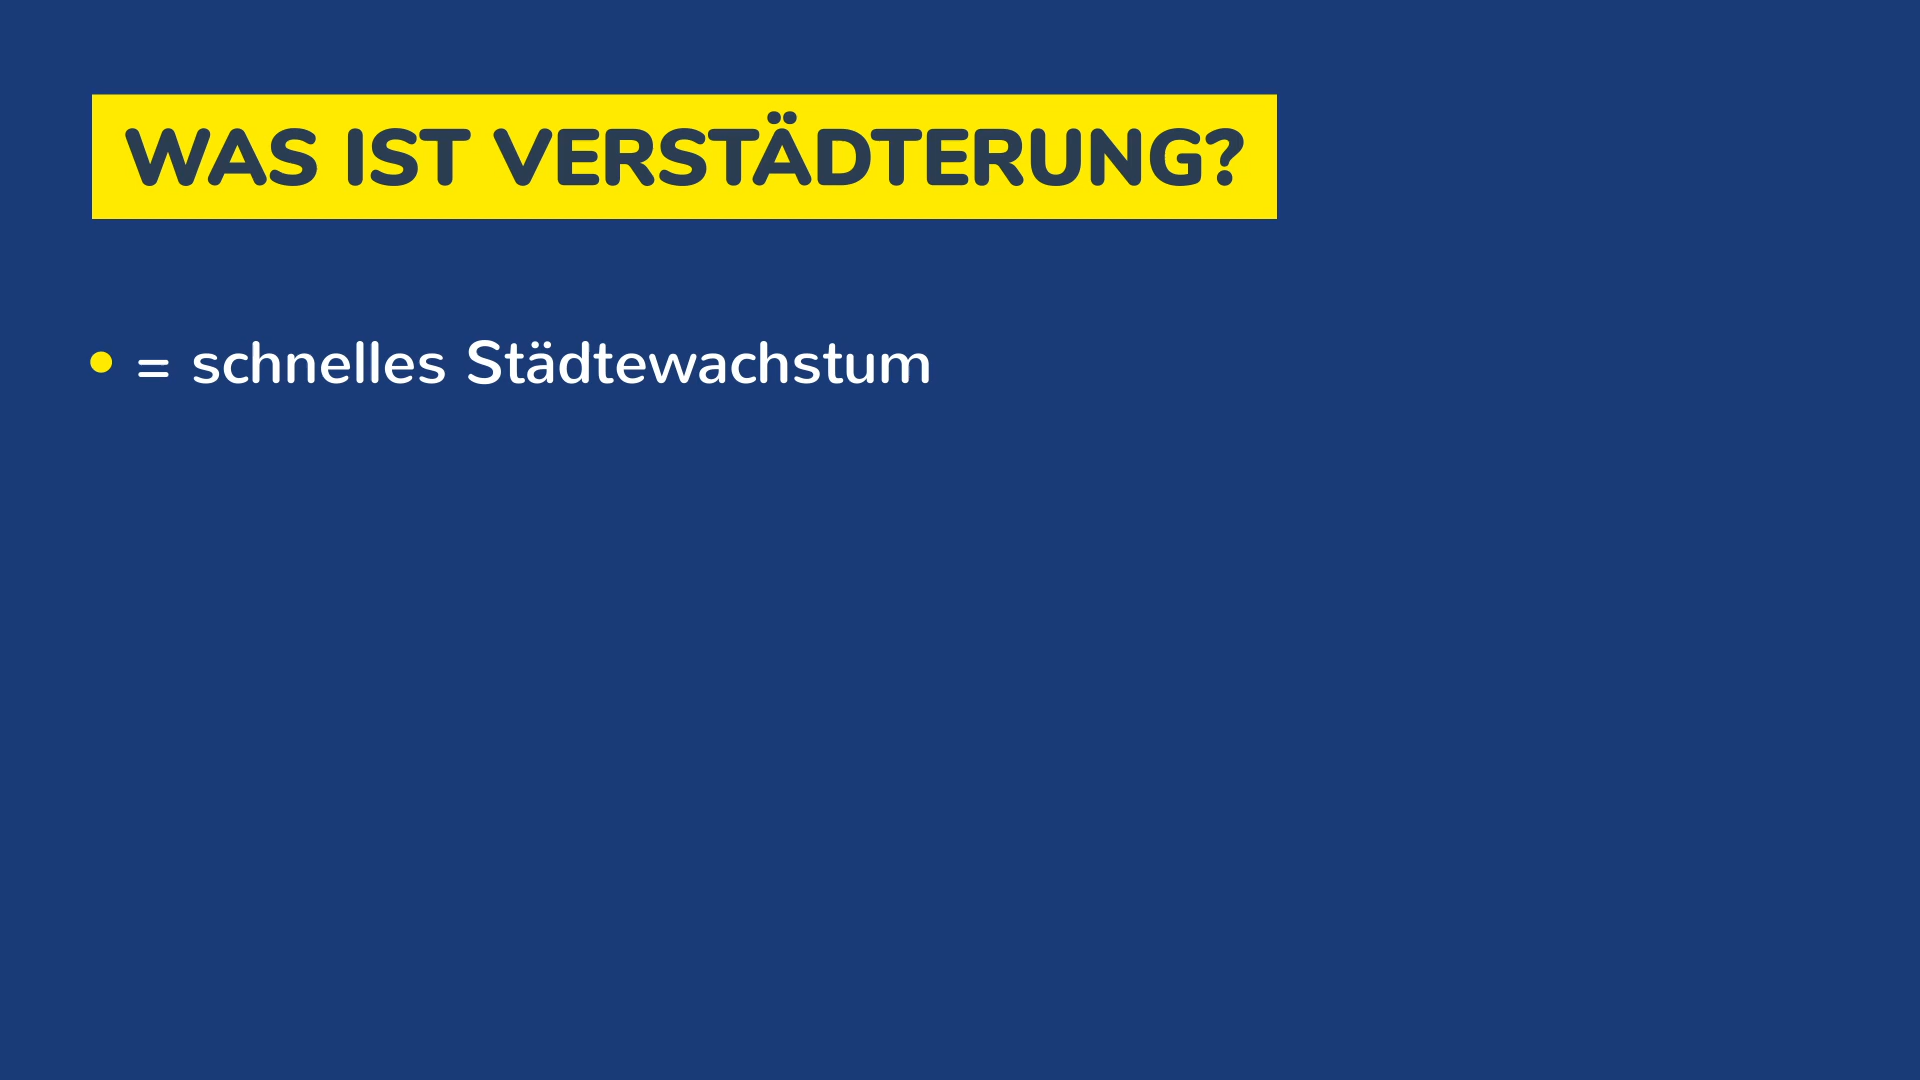 WAS IST VERSTÄDTERUNG?
• = schnelles Städtewachstum